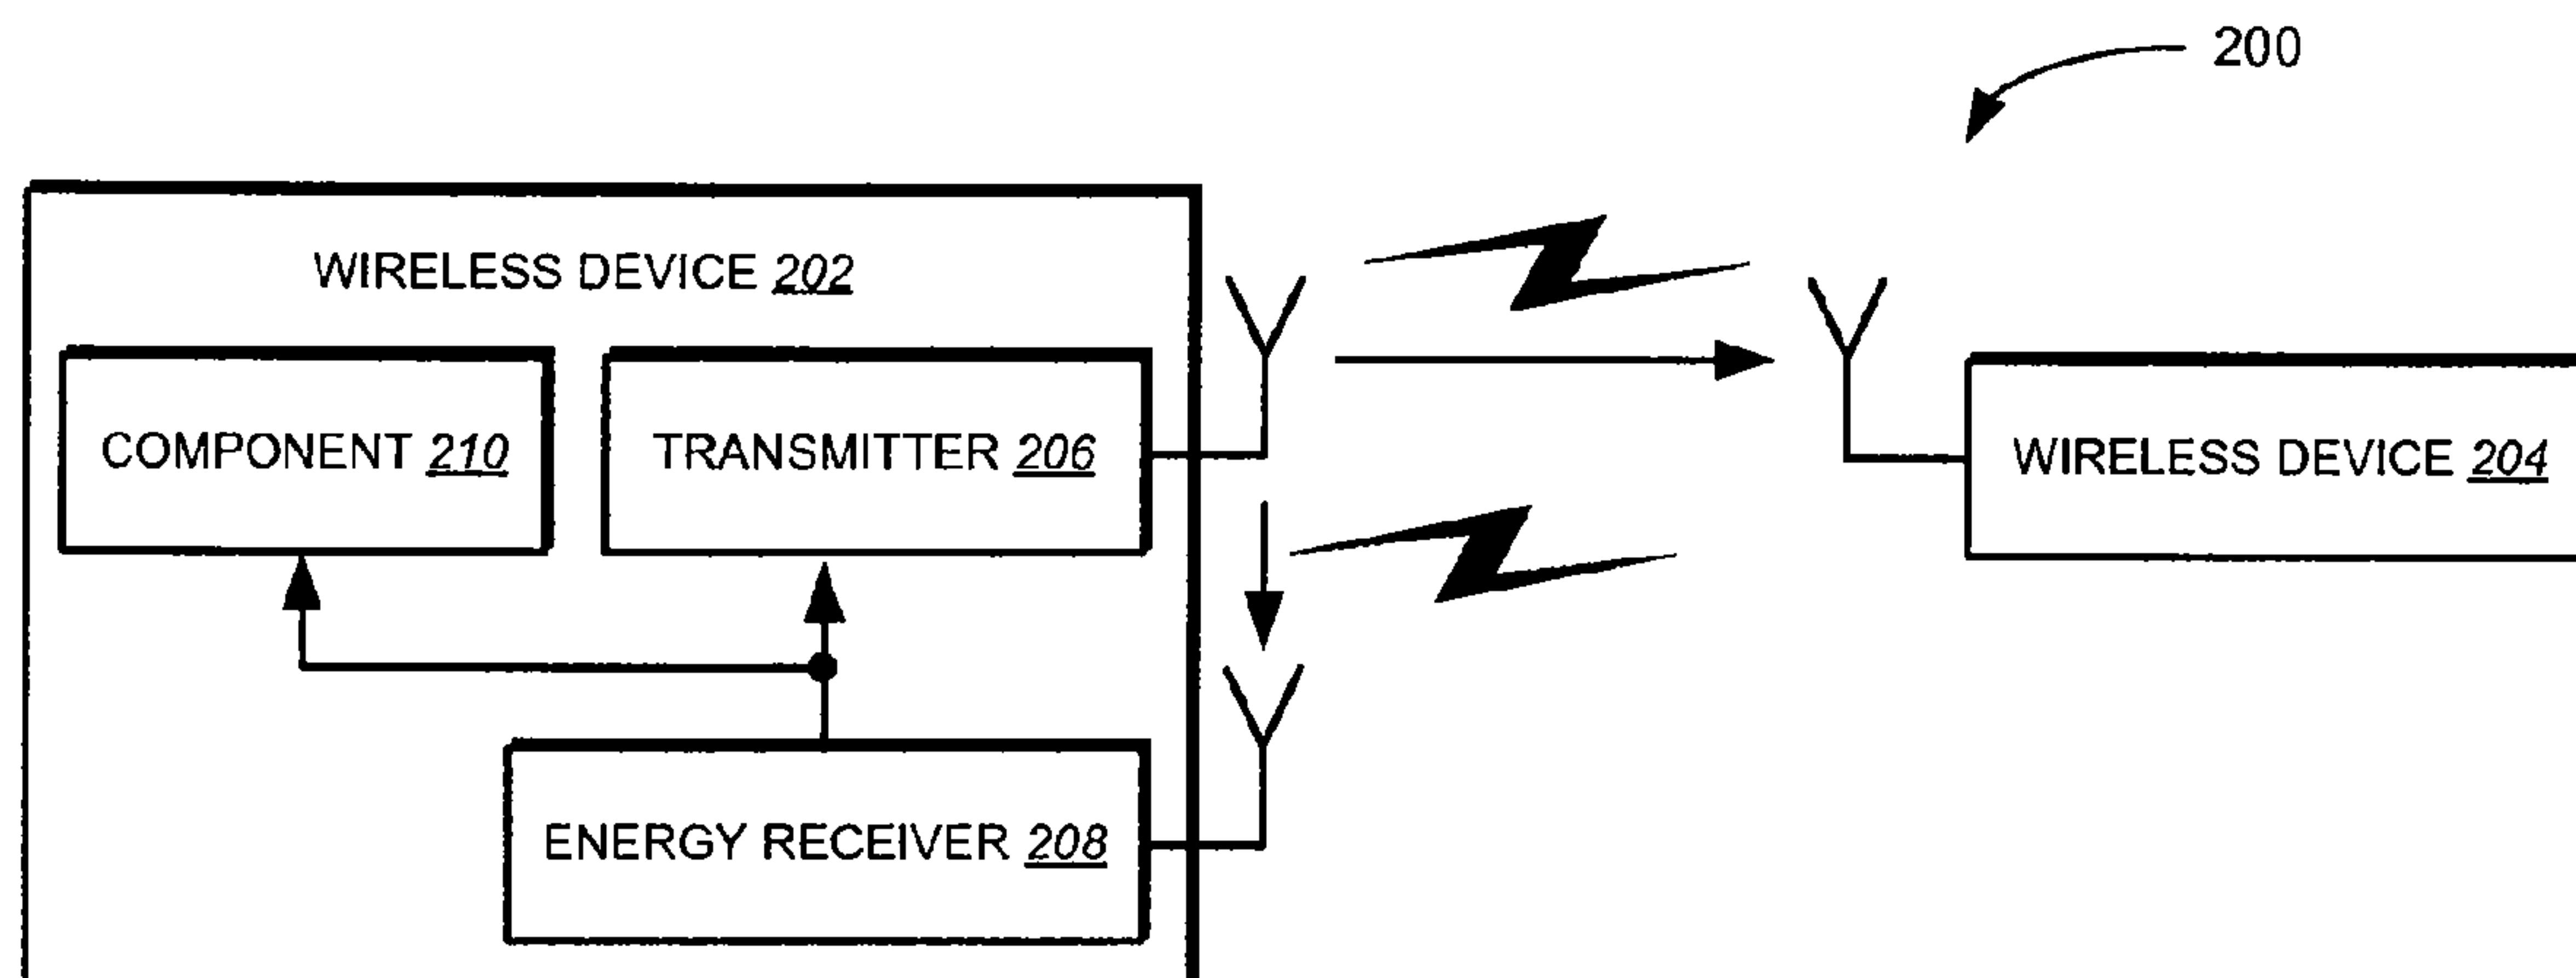 200
WIRELESS DEVICE 202
COMPONENT 210
TRANSMITTER 206
WIRELESS DEVICE 204
ENERGY RECEIVER 208